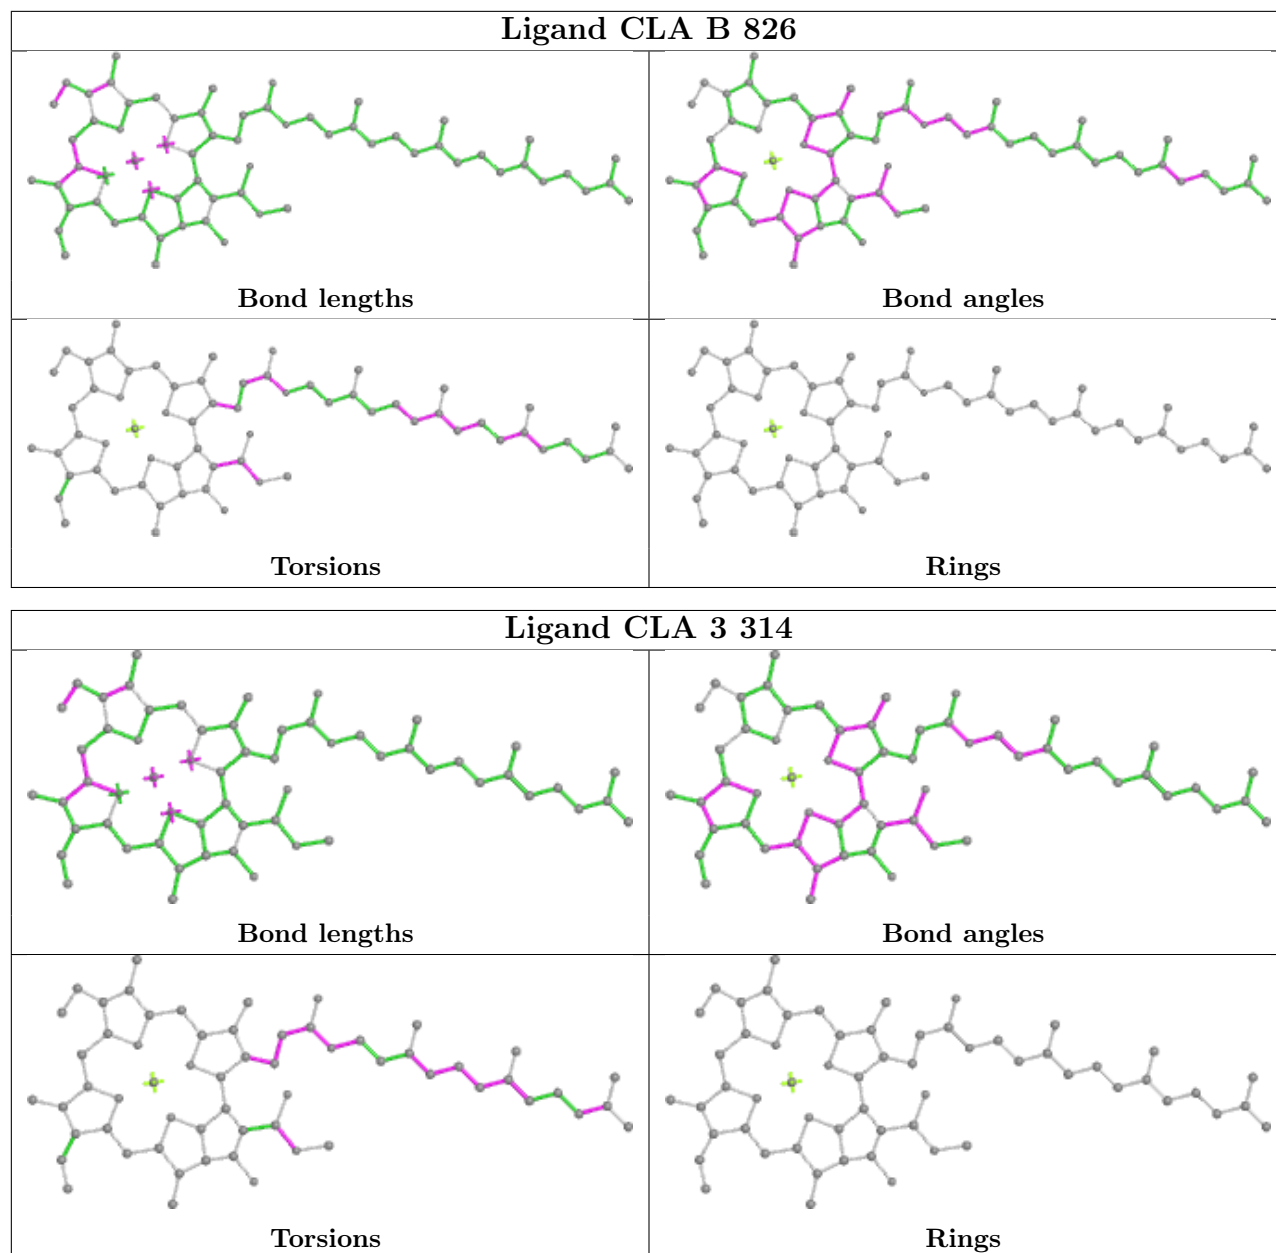 Ligand CLA B 826
Bond lengths
Bond angles
Torsions
Rings
Ligand CLA 3 314
Bond lengths
Bond angles
Torsions
Rings